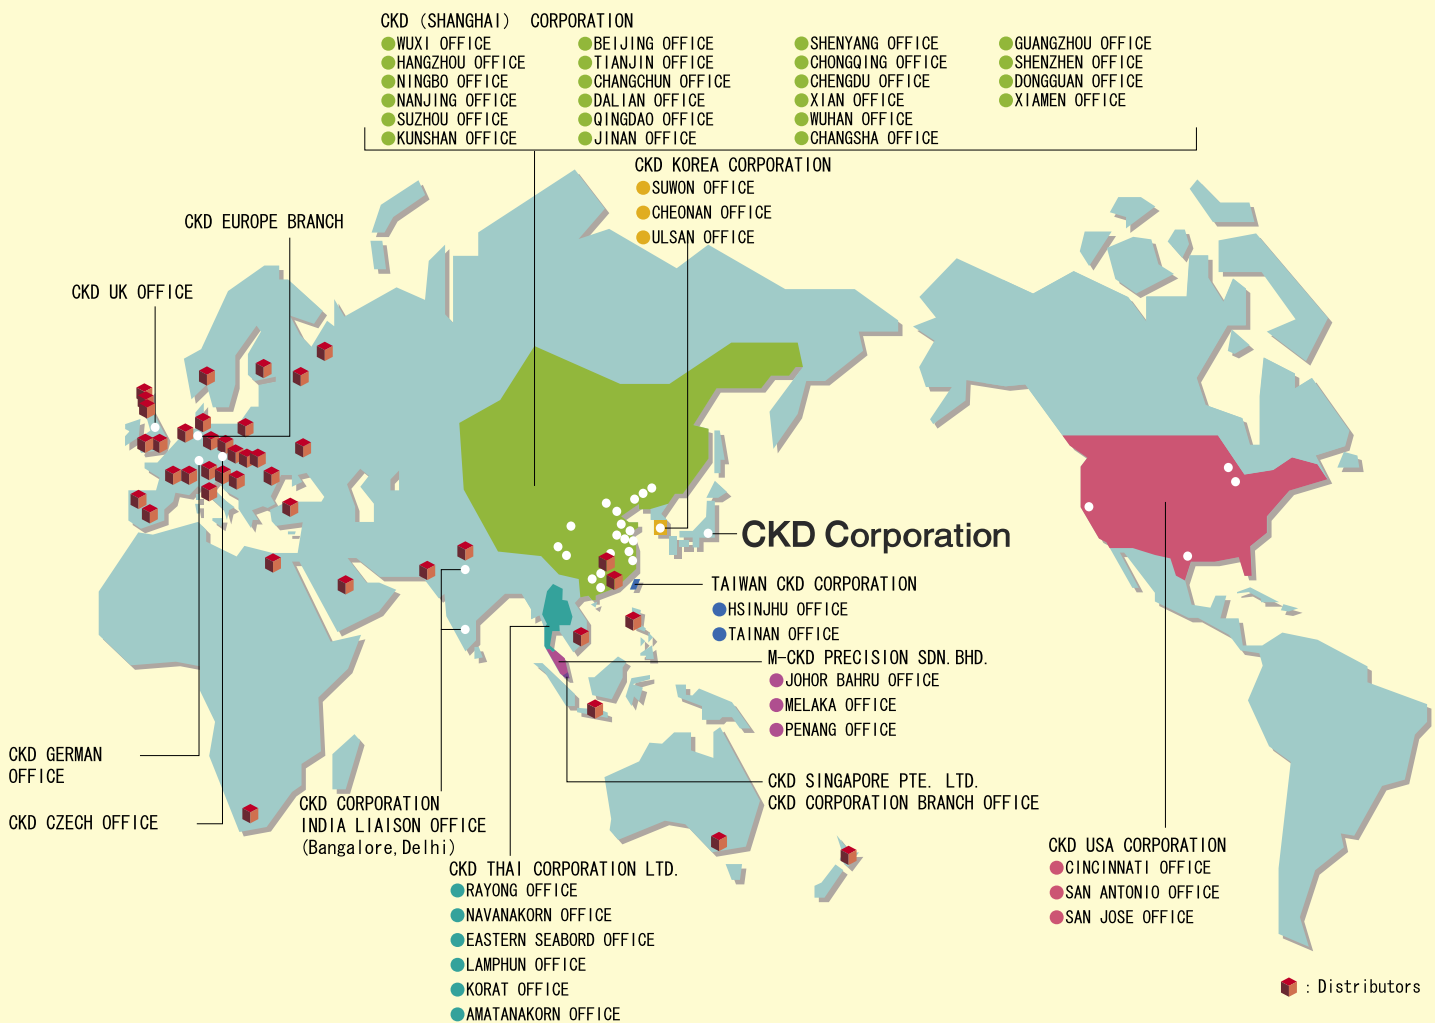 CKD (SHANGHAI) CORPORATION
WUXI OFFICE
HANGZHOU OFFICE
NINGBO OFFICE
NANJING OFFICE
SUZHOU OFFICE
KUNSHAN OFFICE
BEIJING OFFICE
TIANJIN OFFICE
CHANGCHUN OFFICE
DALIAN OFFICE
QINGDAO OFFICE
JINAN OFFICE
SHENYANG OFFICE
CHONGQING OFFICE
CHENGDU OFFICE
XIAN OFFICE
WUHAN OFFICE
CHANGSHA OFFICE
GUANGZHOU OFFICE
SHENZHEN OFFICE
DONGGUAN OFFICE
XIAMEN OFFICE
CKD KOREA CORPORATION
SUWON OFFICE
CHEONAN OFFICE
ULSAN OFFICE
CKD EUROPE BRANCH
CKD UK OFFICE
CKD Corporation
TAIWAN CKD CORPORATION
HSINJHU OFFICE
TAINAN OFFICE
M-CKD PRECISION SDN.BHD.
JOHOR BAHRU OFFICE
MELAKA OFFICE
PENANG OFFICE
CKD SINGAPORE PTE. LTD.
CKD CORPORATION BRANCH OFFICE
CKD GERMAN
OFFICE
CKD CZECH OFFICE
CKD CORPORATION
INDIA LIAISON OFFICE
(Bangalore,Delhi)
CKD THAI CORPORATION LTD.
RAYONG OFFICE
NAVANAKORN OFFICE
EASTERN SEABORD OFFICE
LAMPHUN OFFICE
KORAT OFFICE
AMATANAKORN OFFICE
CKD USA CORPORATION
CINCINNATI OFFICE
SAN ANTONIO OFFICE
SAN JOSE OFFICE
: Distributors